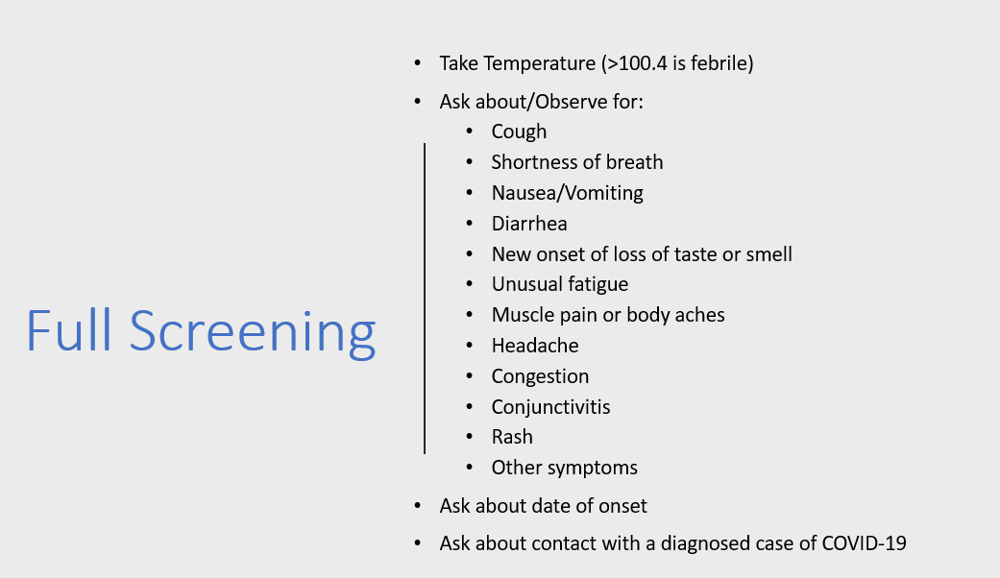 Full Screening
• Take Temperature (>100.4 is febrile)
• Ask about/Observe for:
• Cough
• Shortness of breath
• Nausea/Vomiting
• Diarrhea
• New onset of loss of taste or smell
• Unusual fatigue
• Muscle pain or body aches
• Headache
• Congestion
• Conjunctivitis
• Rash
• Other symptoms
• Ask about date of onset
• Ask about contact with a diagnosed case of COVID-19